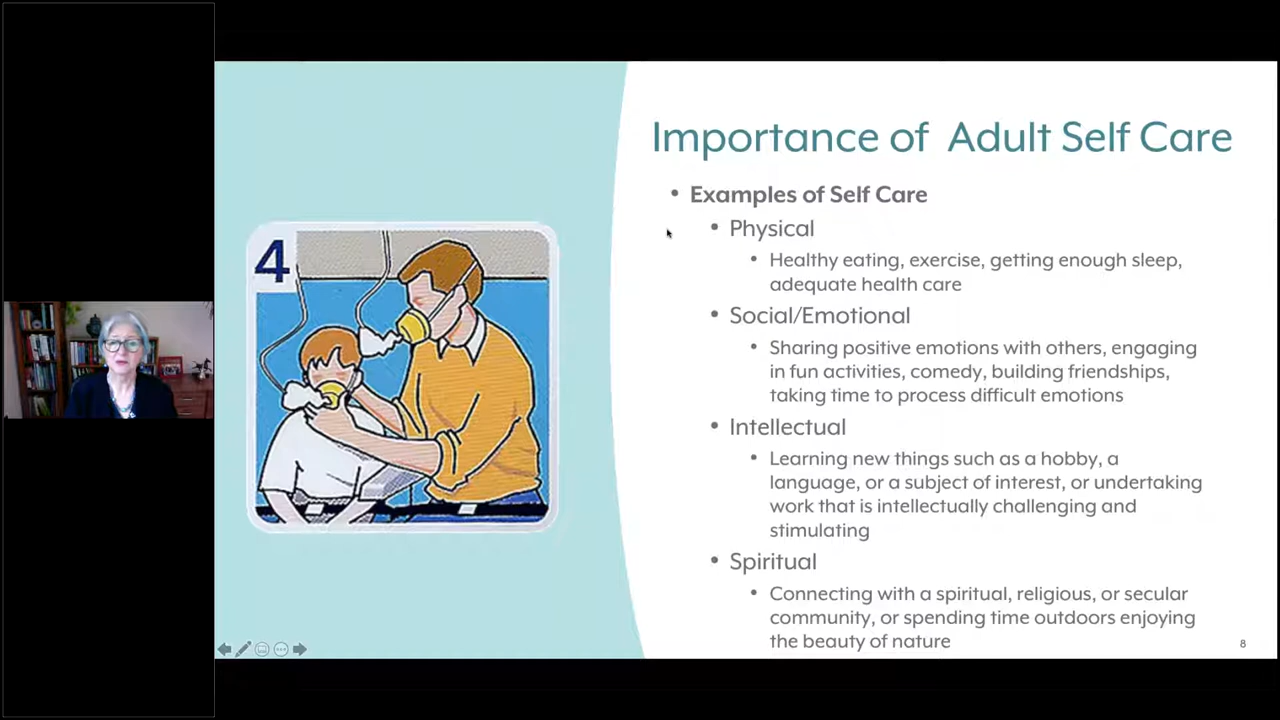 Importance of Adult Self Care
• Examples of Self Care
• Physical
• Healthy eating, exercise, getting enough sleep,
adequate health care
• Social/Emotional
• Sharing positive emotions with others, engaging
in fun activities, comedy, building friendships,
taking time to process difficult emotions
• Intellectual
• Learning new things such as a hobby, a
language, or a subject of interest, or undertaking
work that is intellectually challenging and
stimulating
• Spiritual
• Connecting with a spiritual, religious, or secular
community, or spending time outdoors enjoying
the beauty of nature
4
8